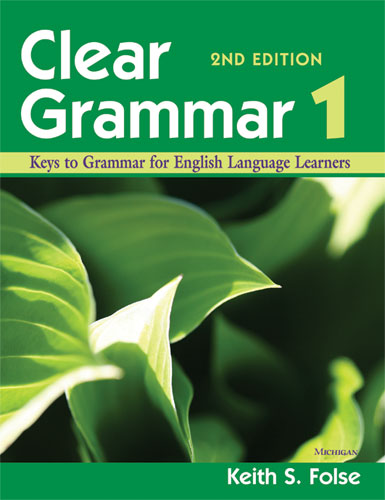 Clear
2ND EDITION
Grammar 1
Keys to Grammar for English Language Learners
MICHIGAN
Keith S. Folse